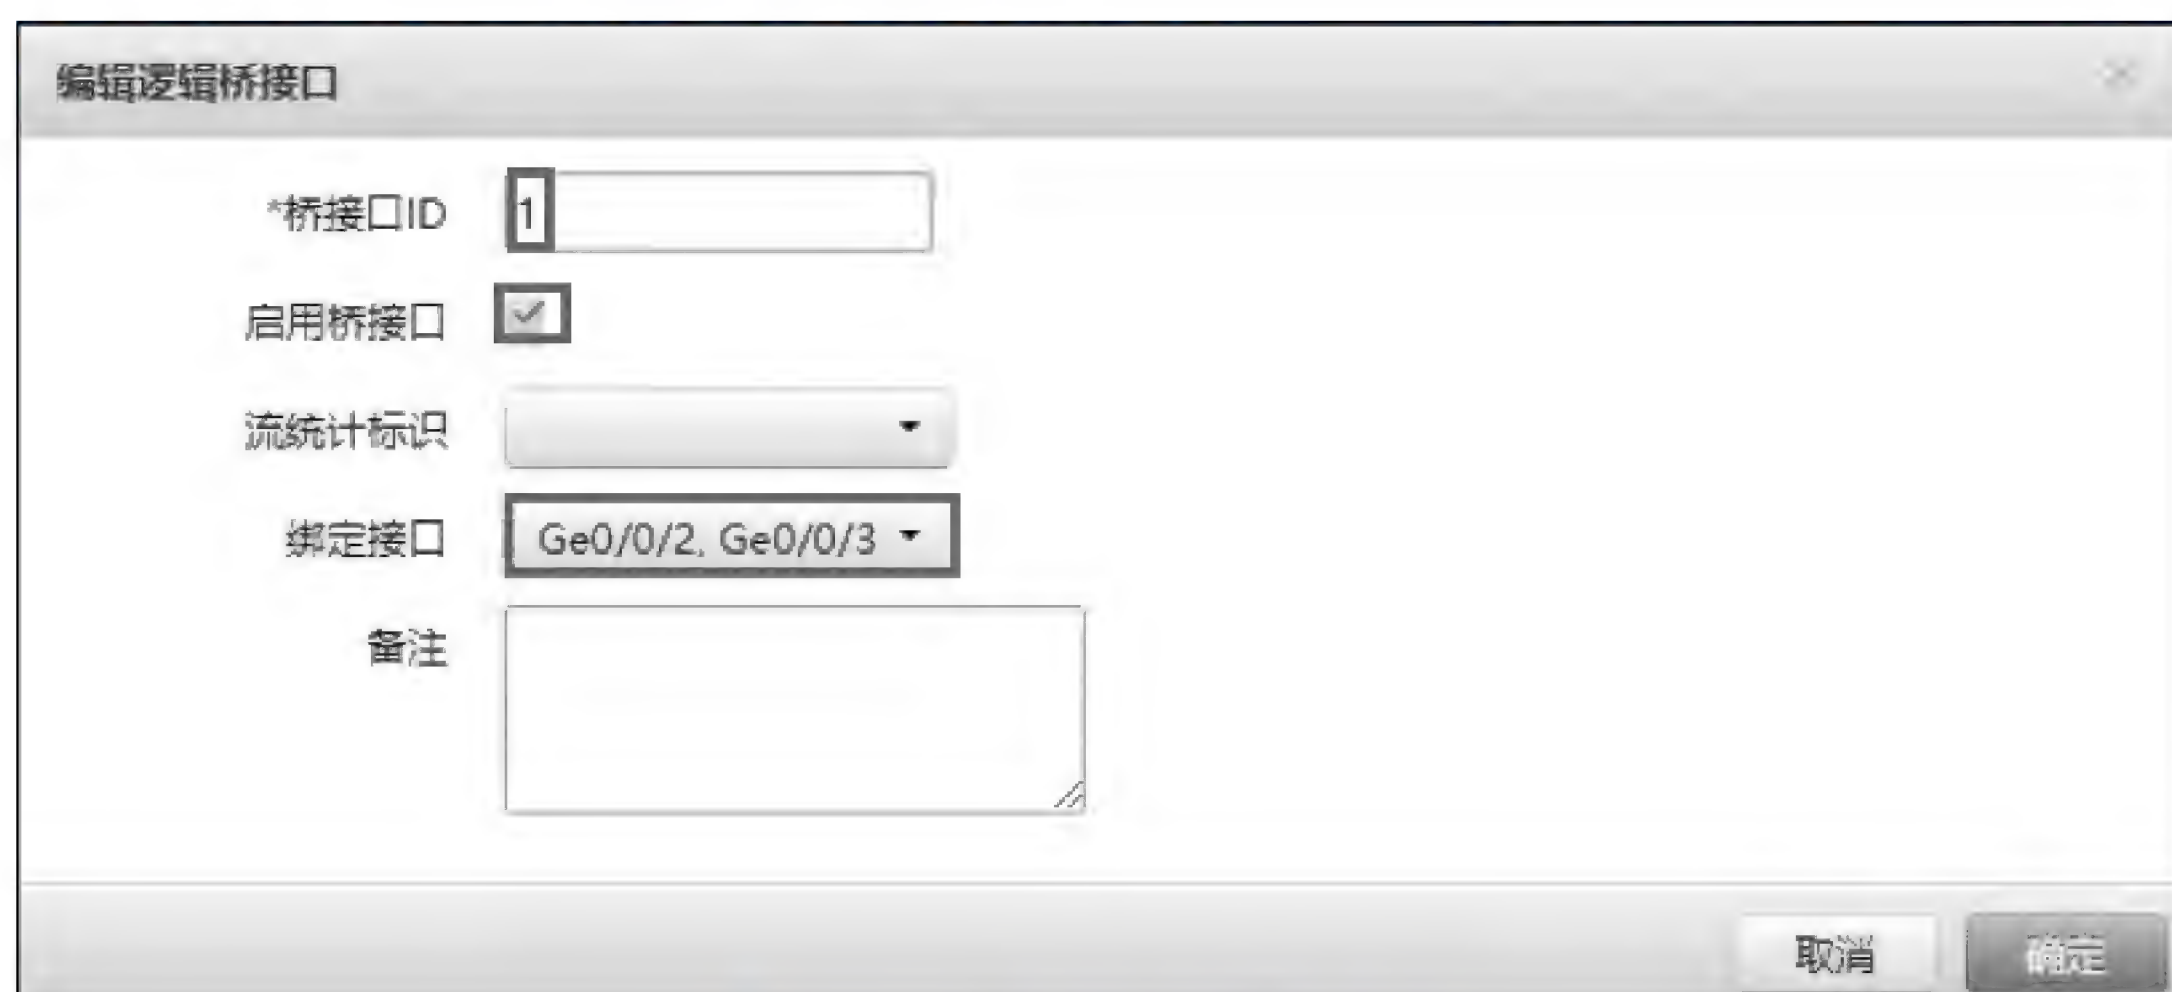 编辑逻辑桥接口
*桥接口ID 1
启用桥接口
流统计标识
绑定接口 Ge0/0/2, Ge0/0/3
备注
取消 确定